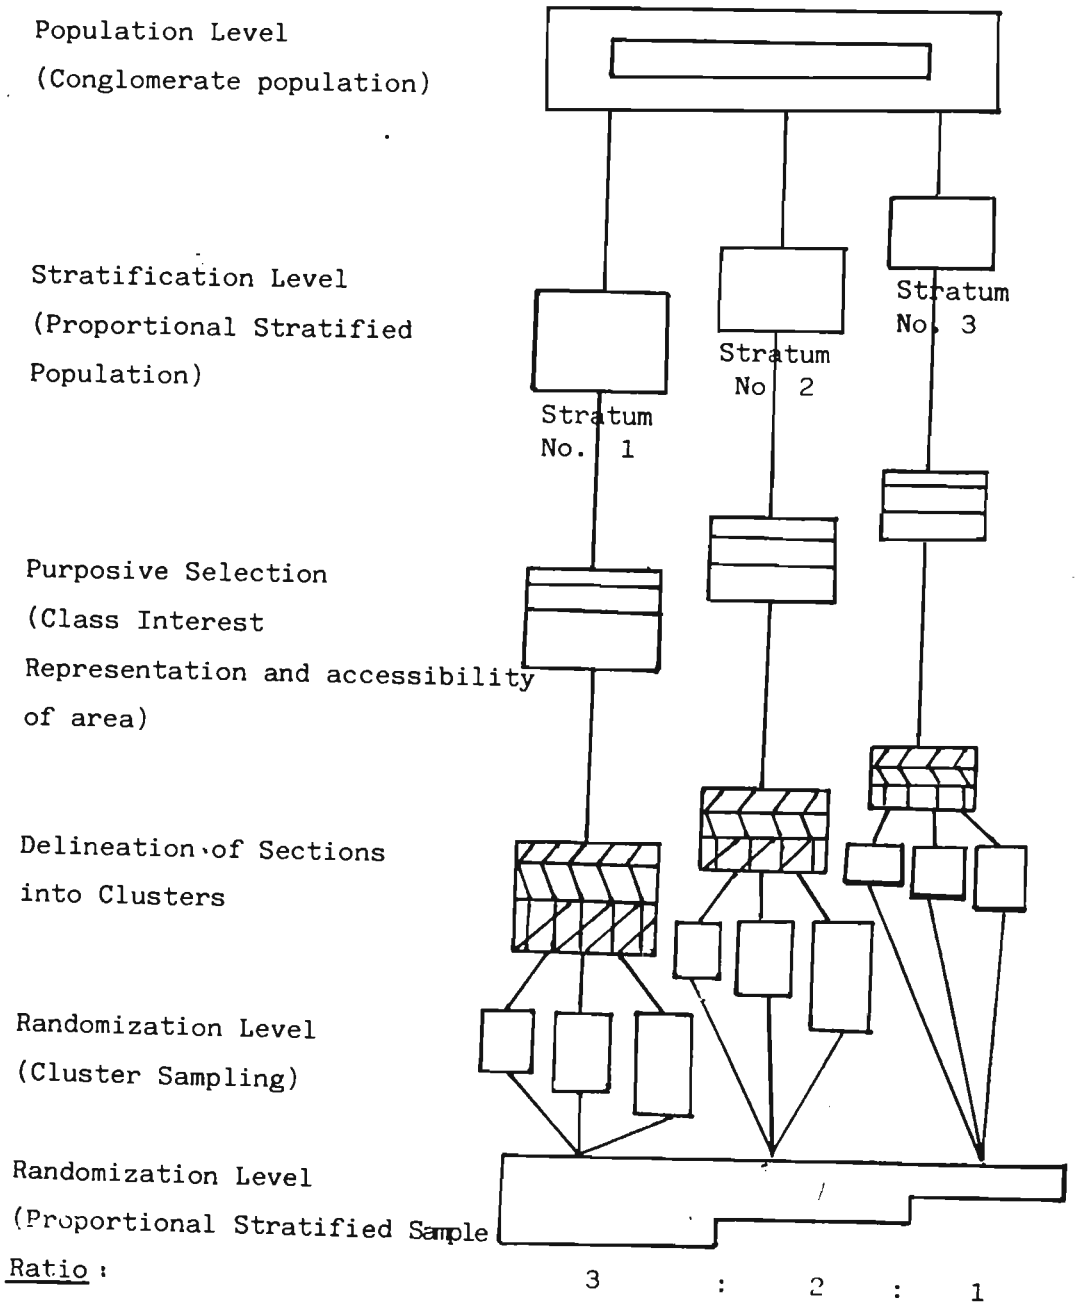 Population Level
(Conglomerate population)
Stratification Level
(Proportional Stratified
Population)
Stratum
No. 3
Stratum
No 2
Stratum
No. 1
Purposive Selection
(Class Interest
Representation and accessibility
of area)
Delineation of Sections
into Clusters
Randomization Level
(Cluster Sampling)
Randomization Level
(Proportional Stratified Sample
Ratio : 3 : 2 : 1